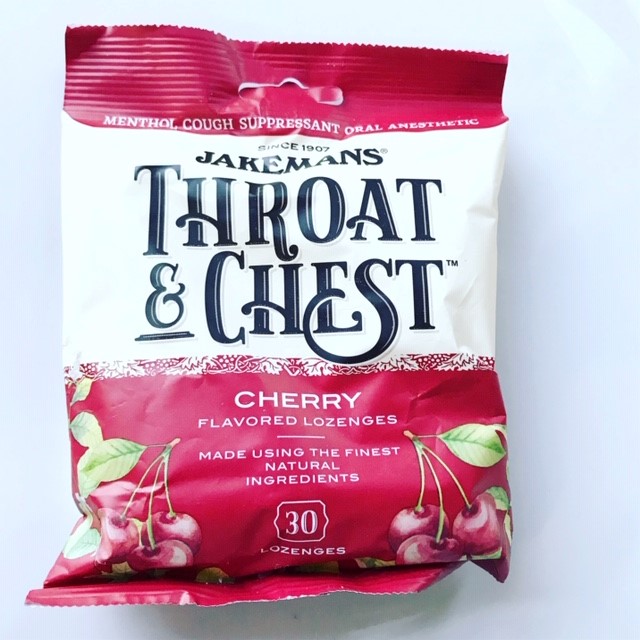 MENTHOL COUGH SUPPRESSANT ORAL ANESTHETIC
SINCE 1907
JAKEMANS®
THROAT
& CHEST™
CHERRY
FLAVORED LOZENGES
MADE USING THE FINEST
NATURAL
INGREDIENTS
30
LOZENGES